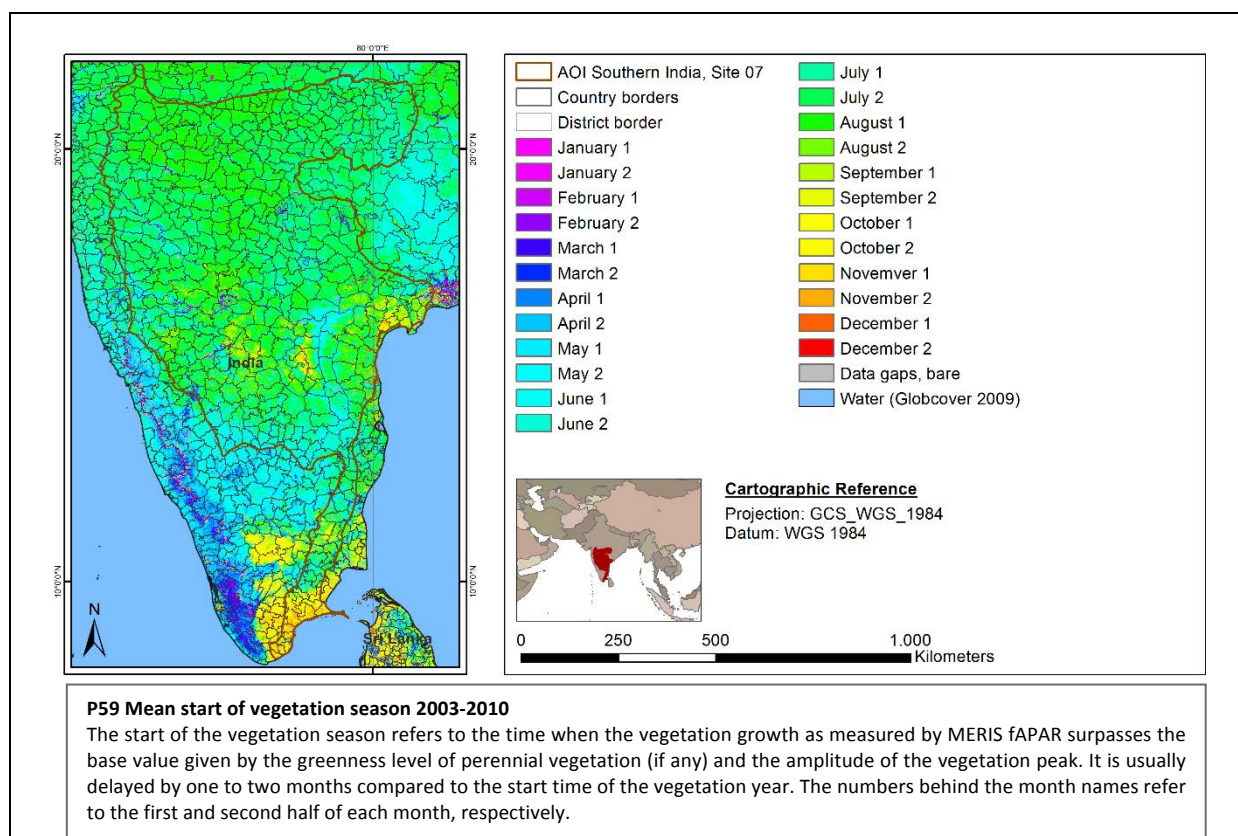 80°0'0"E
20°0'0"N
20°0'0"N
India
10°0'0"N
10°0'0"N
N
Sri Lanka
AOI Southern India, Site 07
Country borders
District border
January 1
January 2
February 1
February 2
March 1
March 2
April 1
April 2
May 1
May 2
June 1
June 2
July 1
July 2
August 1
August 2
September 1
September 2
October 1
October 2
Novemver 1
November 2
December 1
December 2
Data gaps, bare
Water (Globcover 2009)
Cartographic Reference
Projection: GCS_WGS_1984
Datum: WGS 1984
0 250 500 1.000
Kilometers
P59 Mean start of vegetation season 2003-2010
The start of the vegetation season refers to the time when the vegetation growth as measured by MERIS fAPAR surpasses the
base value given by the greenness level of perennial vegetation (if any) and the amplitude of the vegetation peak. It is usually
delayed by one to two months compared to the start time of the vegetation year. The numbers behind the month names refer
to the first and second half of each month, respectively.